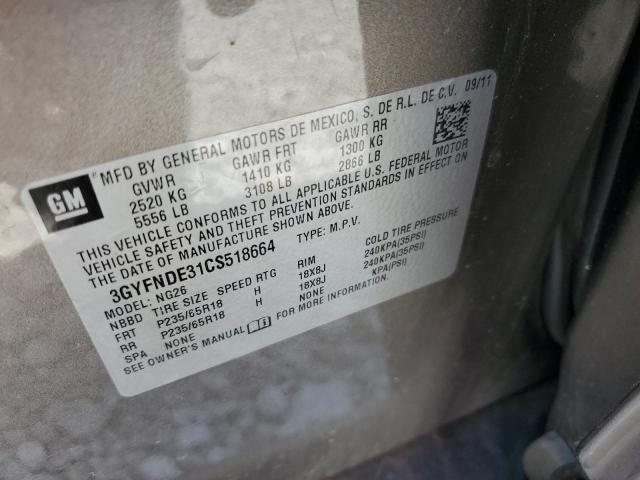 GM
MFD BY GENERAL MOTORS DE MEXICO, S. DE R.L. DE C.V. 09/11
GVWR GAWR FRT GAWR RR
2520 KG 1410 KG 1300 KG
5556 LB 3108 LB 2866 LB
THIS VEHICLE CONFORMS TO ALL APPLICABLE U.S. FEDERAL MOTOR
VEHICLE SAFETY AND THEFT PREVENTION STANDARDS IN EFFECT ON
THE DATE OF MANUFACTURE SHOWN ABOVE.
3GYFNDE31CS518664 TYPE: M.P.V.
MODEL: NG26
NBBD TIRE SIZE SPEED RTG RIM COLD TIRE PRESSURE
FRT P235/65R18 H 18X8J 240KPA(35PSI)
RR P235/65R18 H 18X8J 240KPA(35PSI)
SPA NONE NONE KPA(PSI)
SEE OWNER'S MANUAL FOR MORE INFORMATION.